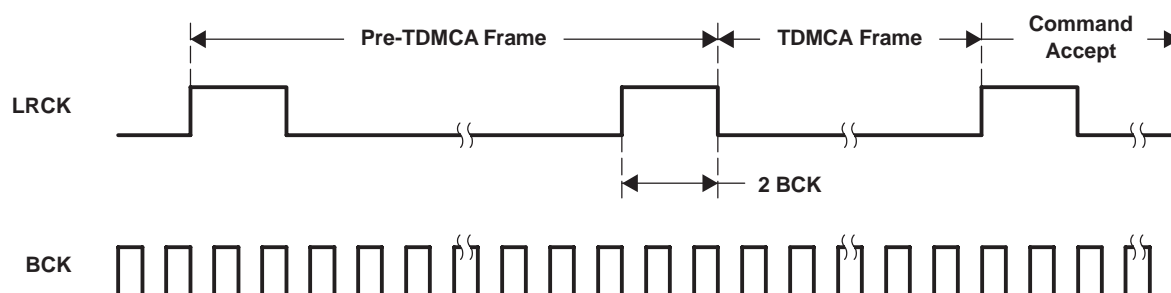 Pre-TDMCA Frame
TDMCA Frame
Command
Accept
LRCK
2 BCK
BCK